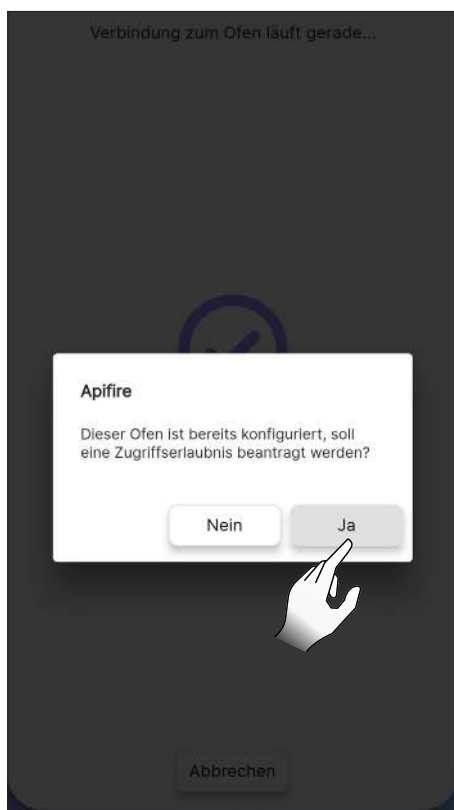 Verbindung zum Ofen läuft gerade...
Apifire
Dieser Ofen ist bereits konfiguriert, soll
eine Zugriffserlaubnis beantragt werden?
Nein
Ja
Abbrechen